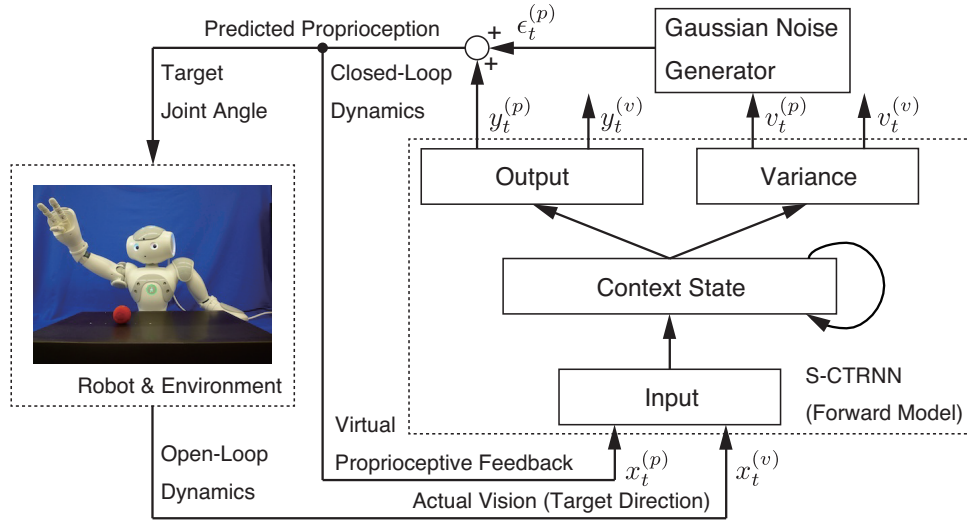 Predicted Proprioception
+
+
ϵ_t^{(p)}
Gaussian Noise
Generator
Target
Joint Angle
Closed-Loop
Dynamics
y_t^{(p)}
y_t^{(v)}
v_t^{(p)}
v_t^{(v)}
Output
Variance
Context State
Robot & Environment
Input
S-CTRNN
(Forward Model)
Open-Loop
Dynamics
Virtual
Proprioceptive Feedback
x_t^{(p)}
x_t^{(v)}
Actual Vision (Target Direction)